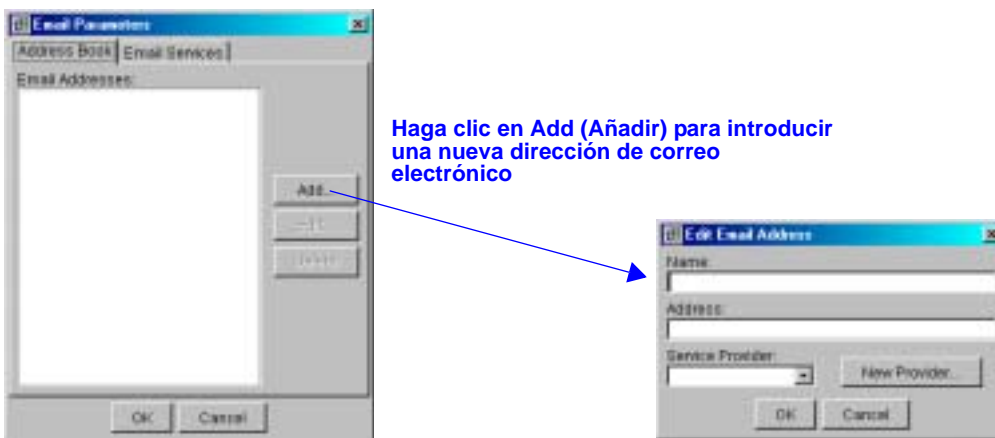 Email Parameters
Address Book
Email Services
Email Addresses:
Add...
Delete
OK
Cancel
Haga clic en Add (Añadir) para introducir
una nueva dirección de correo
electrónico
Edit Email Address
Name:
Address:
Service Provider:
New Provider...
OK
Cancel